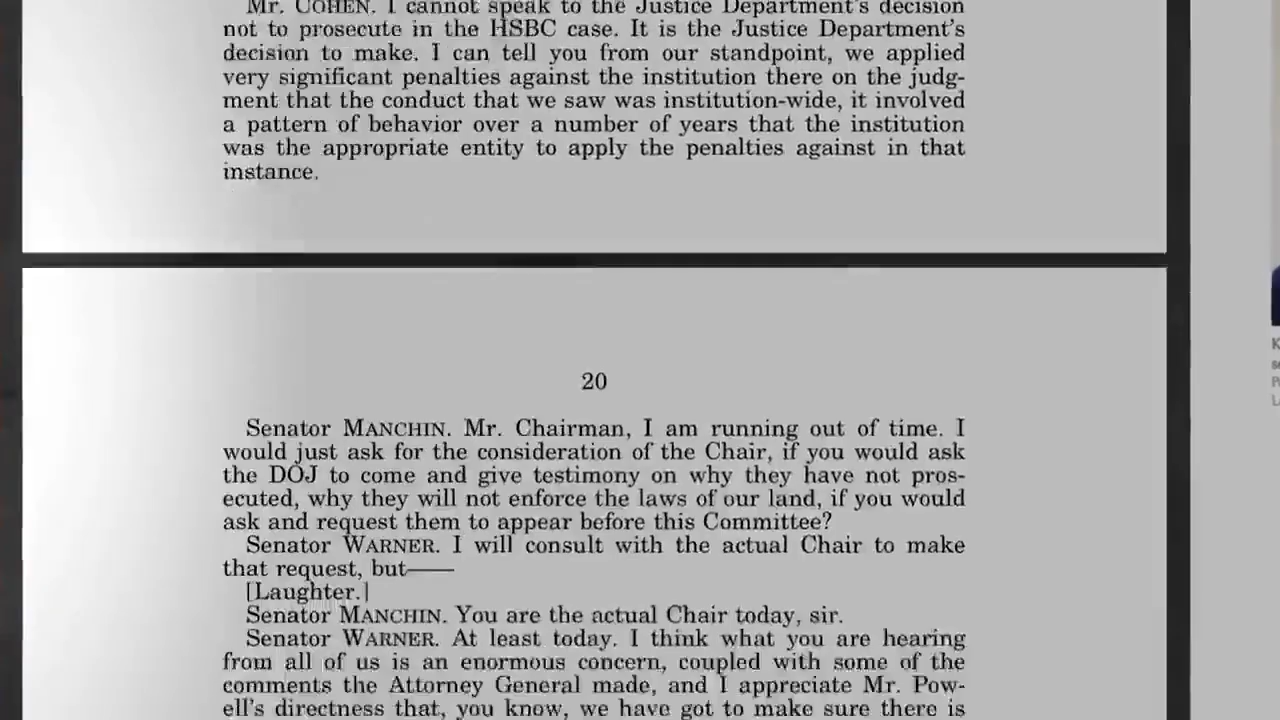 Mr. COHEN. I cannot speak to the Justice Department's decision
not to prosecute in the HSBC case. It is the Justice Department's
decision to make. I can tell you from our standpoint, we applied
very significant penalties against the institution there on the judg-
ment that the conduct that we saw was institution-wide, it involved
a pattern of behavior over a number of years that the institution
was the appropriate entity to apply the penalties against in that
instance.
20
Senator MANCHIN. Mr. Chairman, I am running out of time. I
would just ask for the consideration of the Chair, if you would ask
the DOJ to come and give testimony on why they have not pros-
ecuted, why they will not enforce the laws of our land, if you would
ask and request them to appear before this Committee?
Senator WARNER. I will consult with the actual Chair to make
that request, but——
[Laughter.]
Senator MANCHIN. You are the actual Chair today, sir.
Senator WARNER. At least today. I think what you are hearing
from all of us is an enormous concern, coupled with some of the
comments the Attorney General made, and I appreciate Mr. Pow-
ell's directness that, you know, we have got to make sure there is